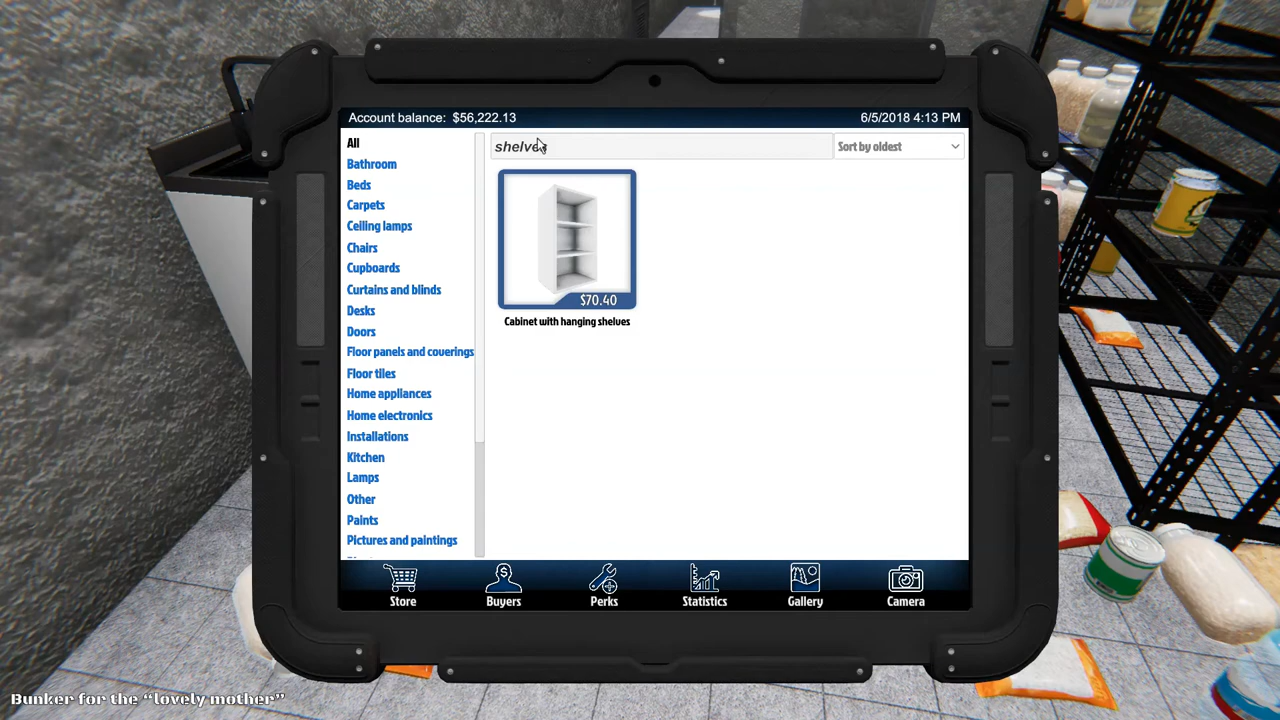 Account balance: $56,222.13
6/5/2018 4:13 PM
All
Bathroom
Beds
Carpets
Ceiling lamps
Chairs
Cupboards
Curtains and blinds
Desks
Doors
Floor panels and coverings
Floor tiles
Home appliances
Home electronics
Installations
Kitchen
Lamps
Other
Paints
Pictures and paintings
shelves
Sort by oldest
$70.40
Cabinet with hanging shelves
Store
Buyers
Perks
Statistics
Gallery
Camera
Bunker for the "lovely mother"